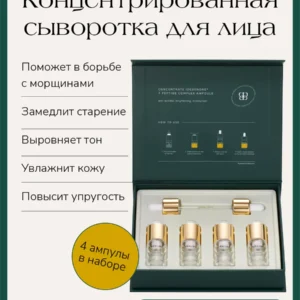 Концентрированная
сыворотка для лица
Поможет в борьбе
с морщинами
Замедлит старение
Выровняет тон
Увлажнит кожу
Повысит упругость
4 ампулы
в наборе